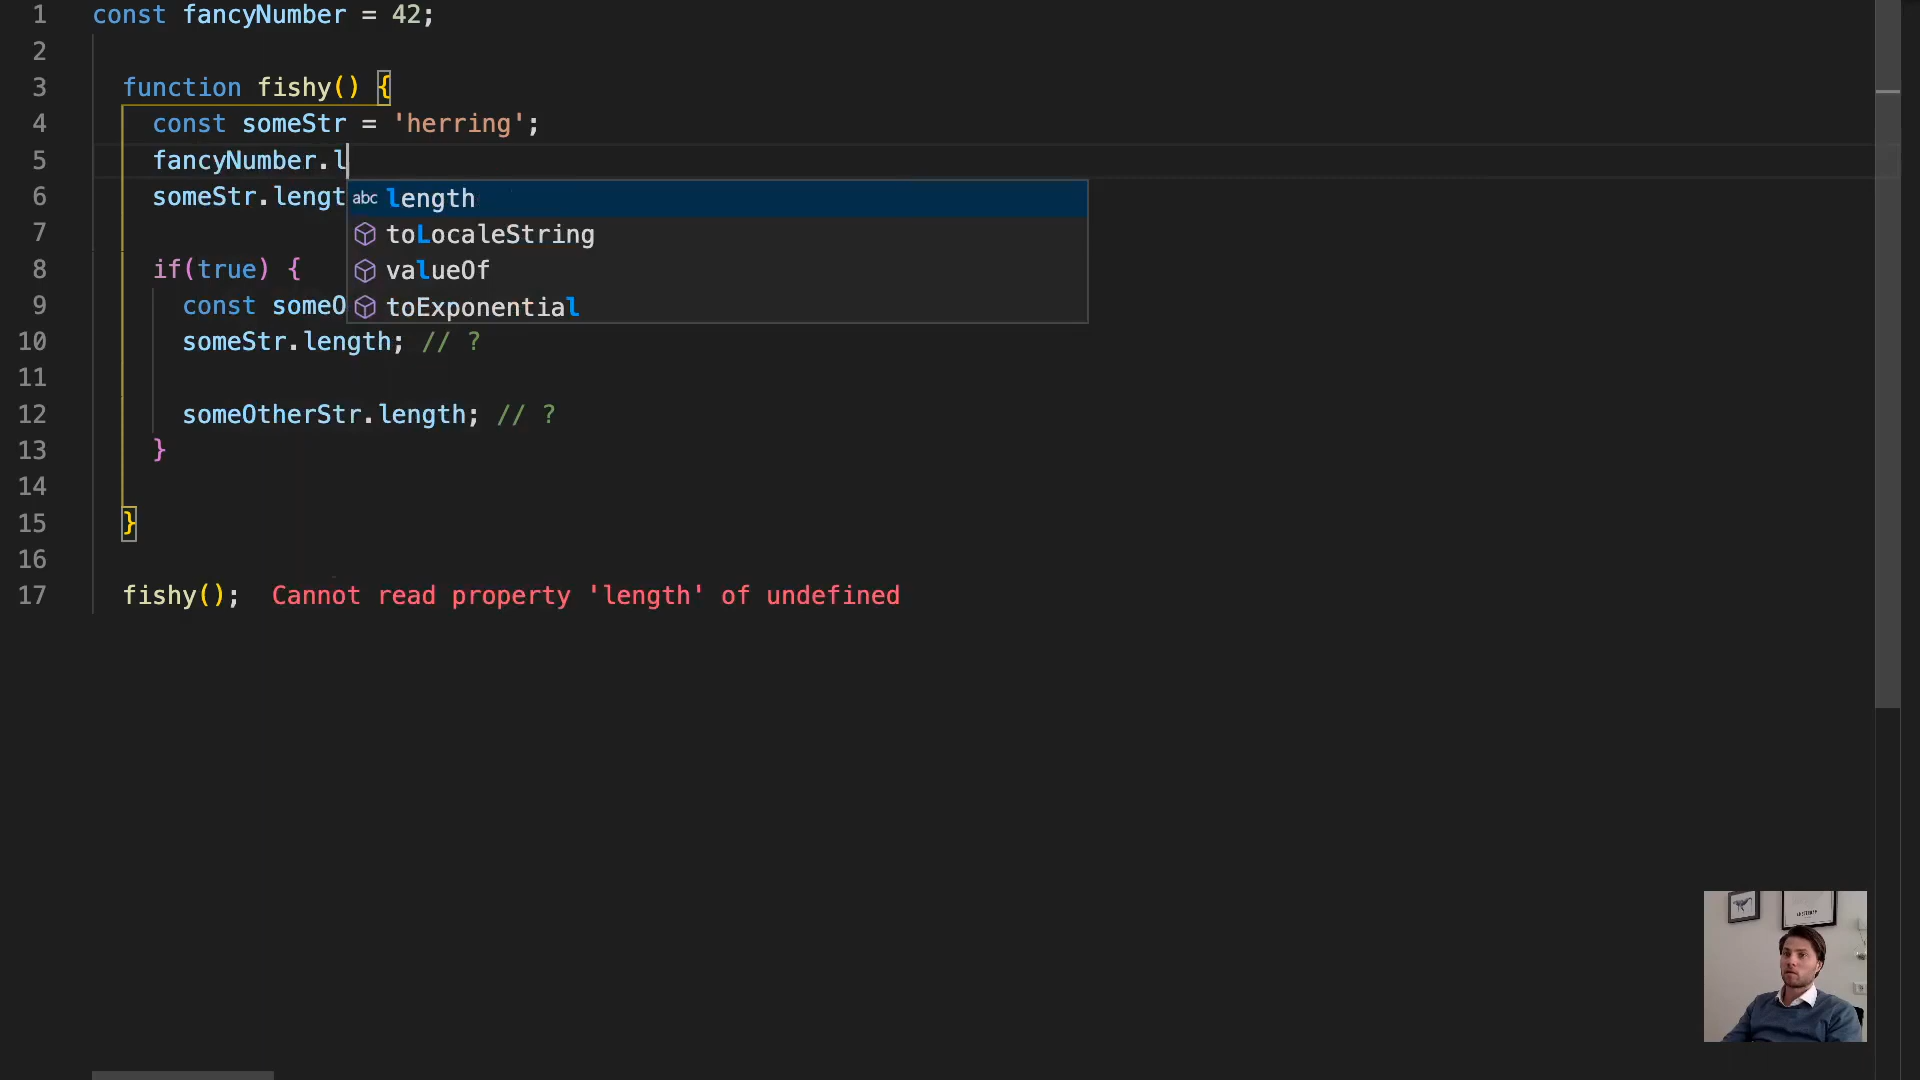 1 const fancyNumber = 42;
2
3 function fishy() {
4 const someStr = 'herring';
5 fancyNumber.l
6 someStr.lengt
abc length
toLocaleString
valueOf
toExponential
7
8 if(true) {
9 const someO
10 someStr.length; // ?
11
12 someOtherStr.length; // ?
13 }
14
15 }
16
17 fishy(); Cannot read property 'length' of undefined